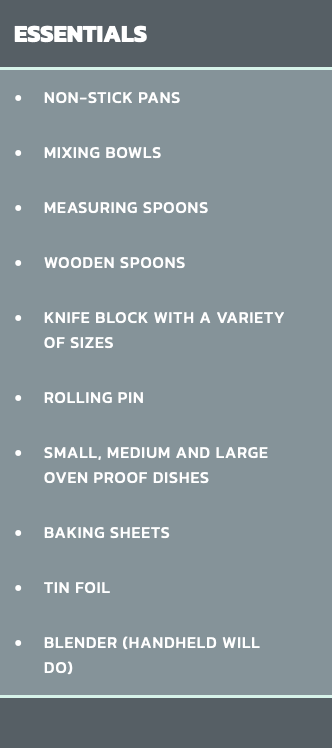 ESSENTIALS
• NON-STICK PANS
• MIXING BOWLS
• MEASURING SPOONS
• WOODEN SPOONS
• KNIFE BLOCK WITH A VARIETY
OF SIZES
• ROLLING PIN
• SMALL, MEDIUM AND LARGE
OVEN PROOF DISHES
• BAKING SHEETS
• TIN FOIL
• BLENDER (HANDHELD WILL
DO)